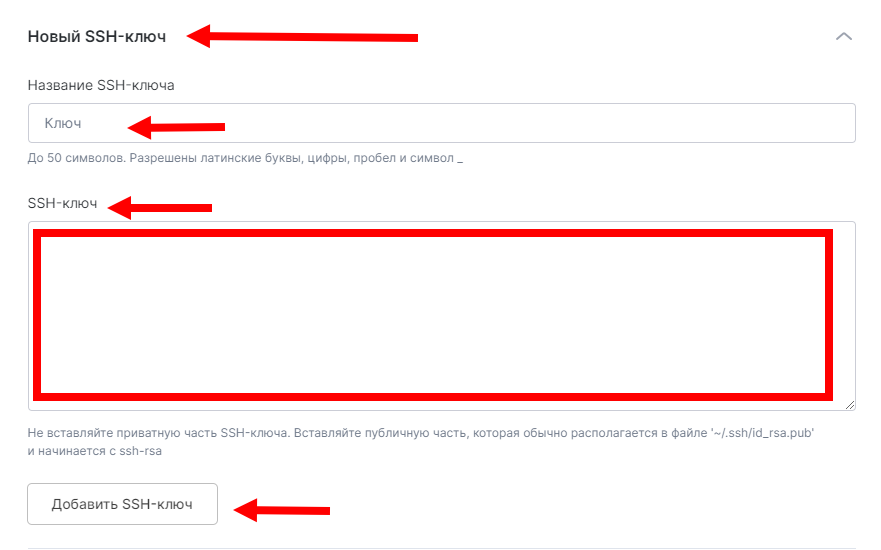 Новый SSH-ключ
Название SSH-ключа
Ключ
До 50 символов. Разрешены латинские буквы, цифры, пробел и символ _
SSH-ключ
Не вставляйте приватную часть SSH-ключа. Вставляйте публичную часть, которая обычно располагается в файле '~/.ssh/id_rsa.pub'
и начинается с ssh-rsa
Добавить SSH-ключ